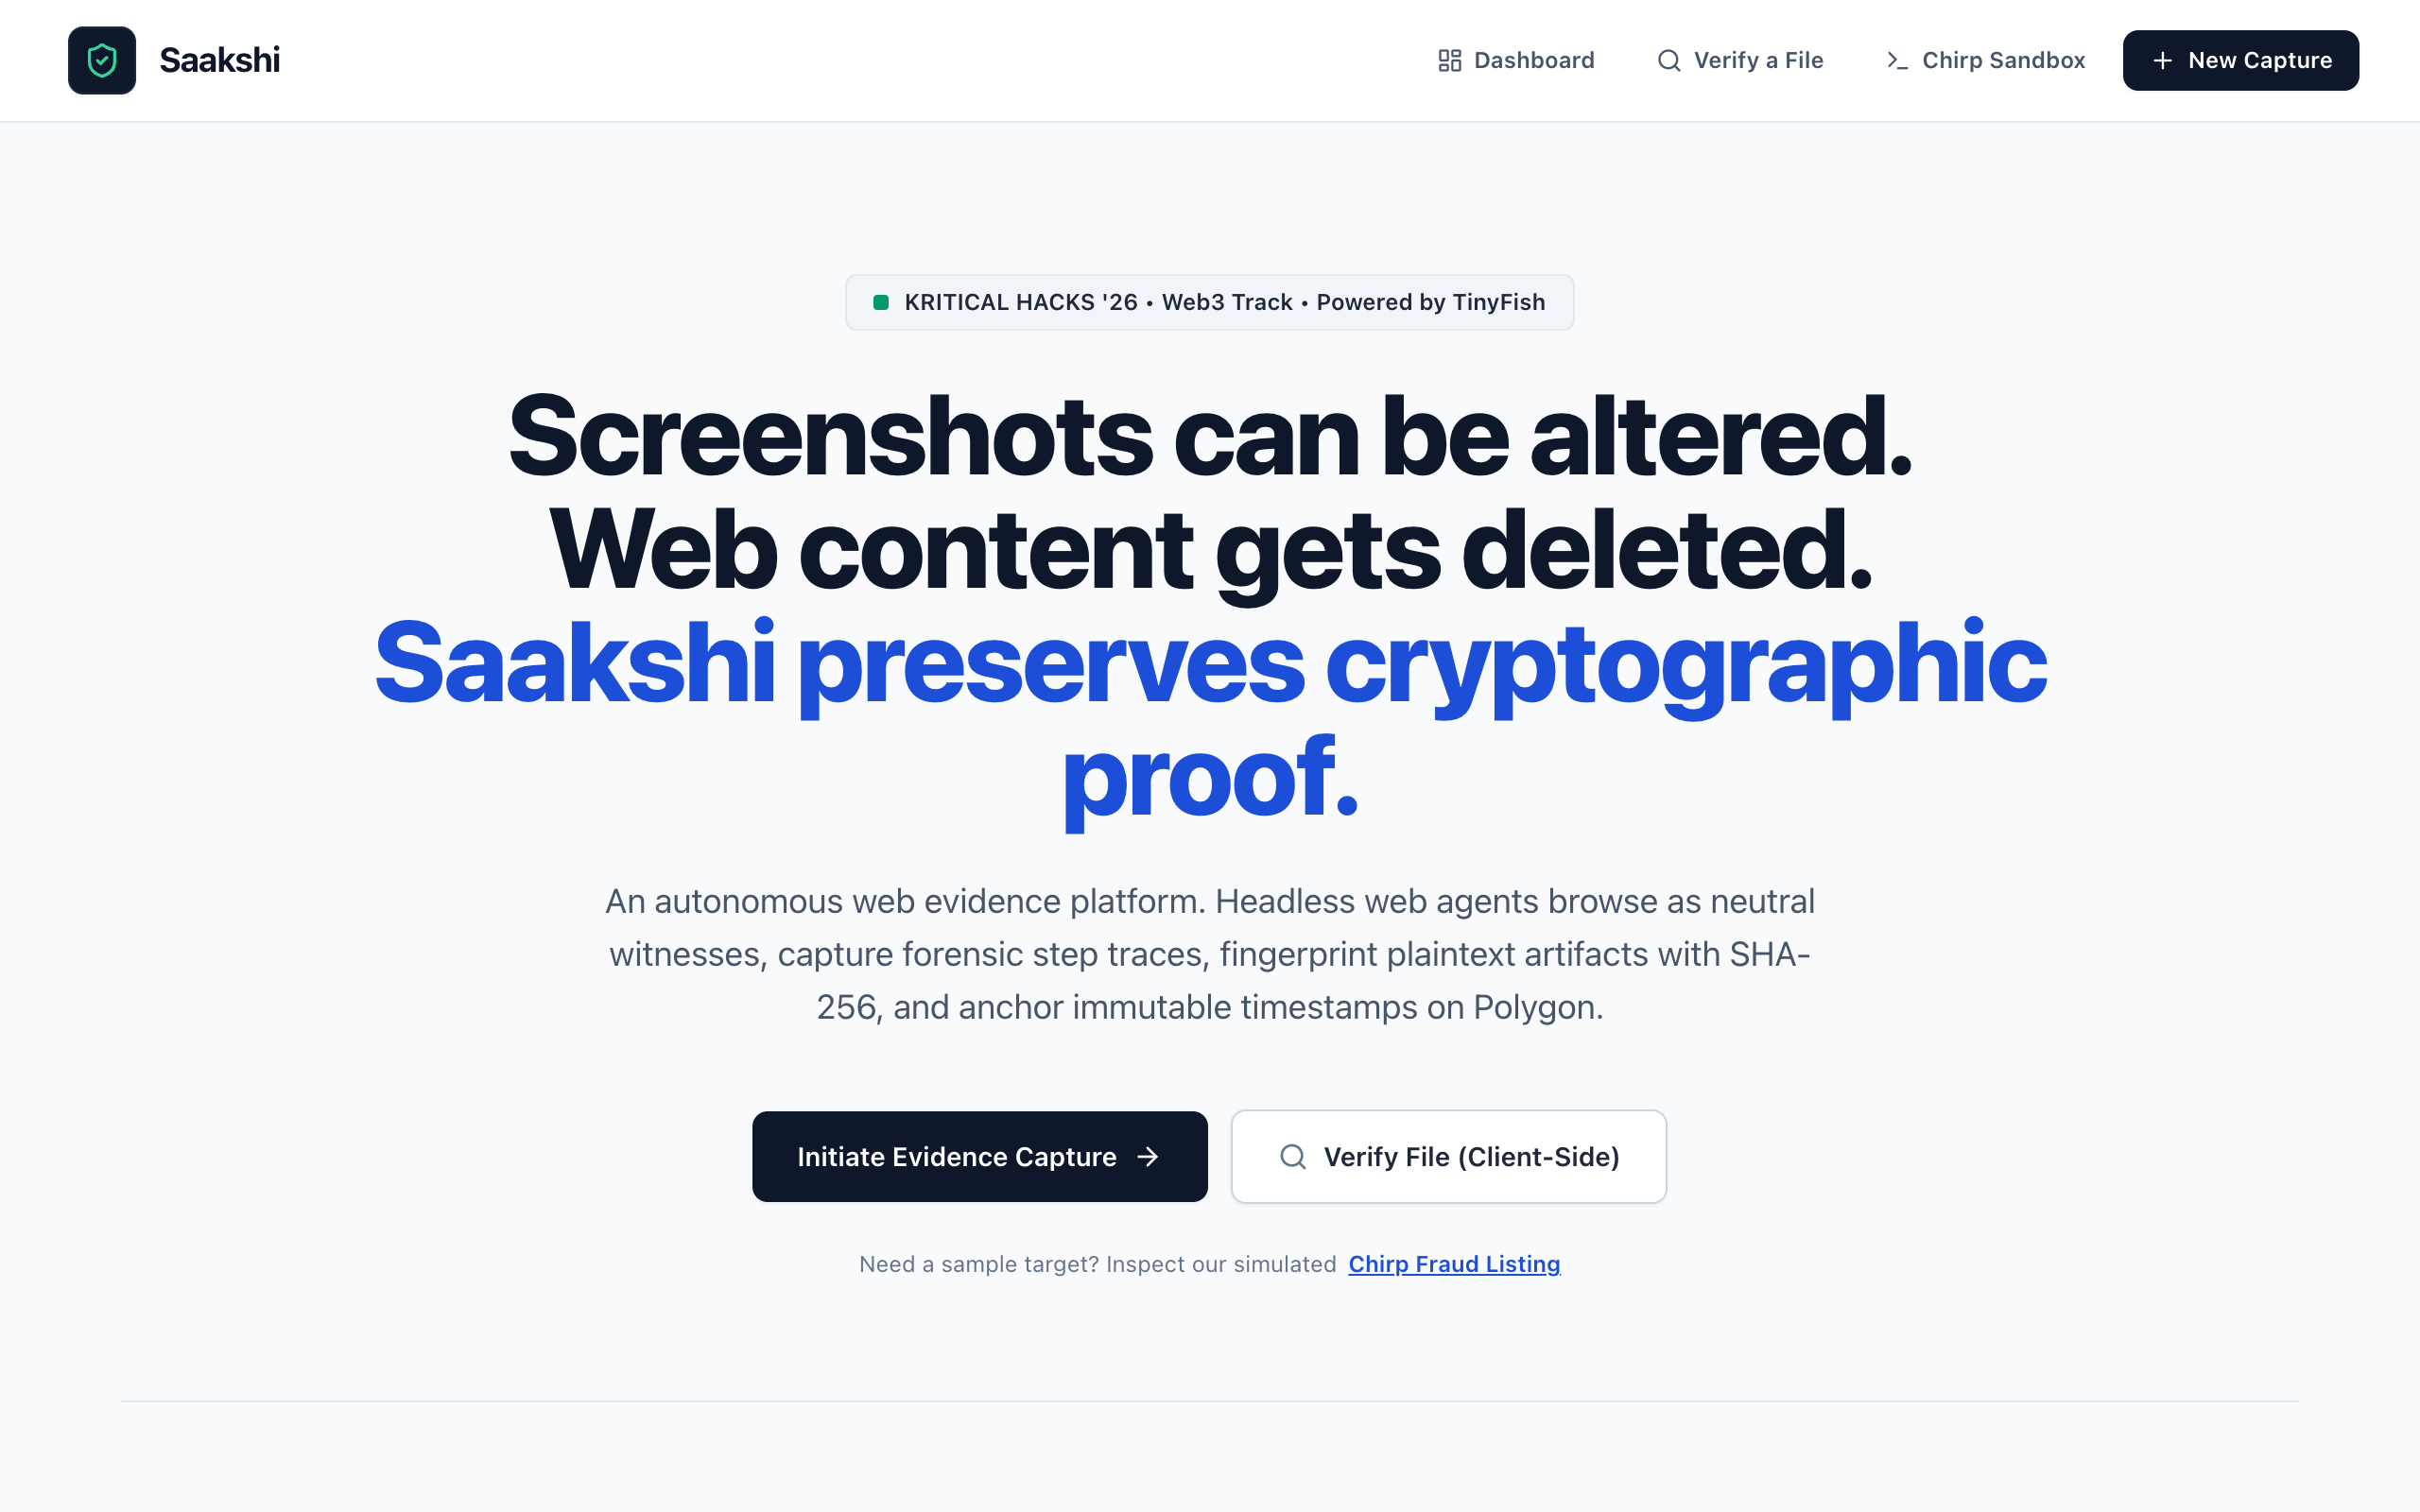 Saakshi
Dashboard
Verify a File
Chirp Sandbox
New Capture
KRITICAL HACKS '26 • Web3 Track • Powered by TinyFish
Screenshots can be altered.
Web content gets deleted.
Saakshi preserves cryptographic
proof.
An autonomous web evidence platform. Headless web agents browse as neutral
witnesses, capture forensic step traces, fingerprint plaintext artifacts with SHA-
256, and anchor immutable timestamps on Polygon.
Initiate Evidence Capture →
Verify File (Client-Side)
Need a sample target? Inspect our simulated Chirp Fraud Listing